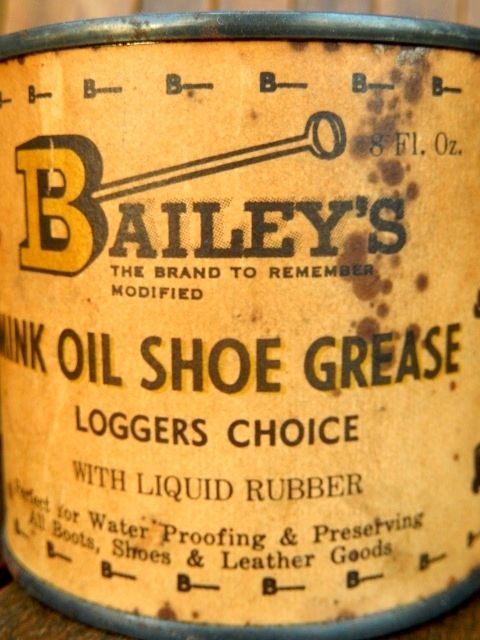 B B B B B B
8 Fl. Oz.
BAILEY'S
THE BRAND TO REMEMBER
MODIFIED
MINK OIL SHOE GREASE
LOGGERS CHOICE
WITH LIQUID RUBBER
Perfect for Water Proofing & Preserving
All Boots, Shoes & Leather Goods
B B B B B B B